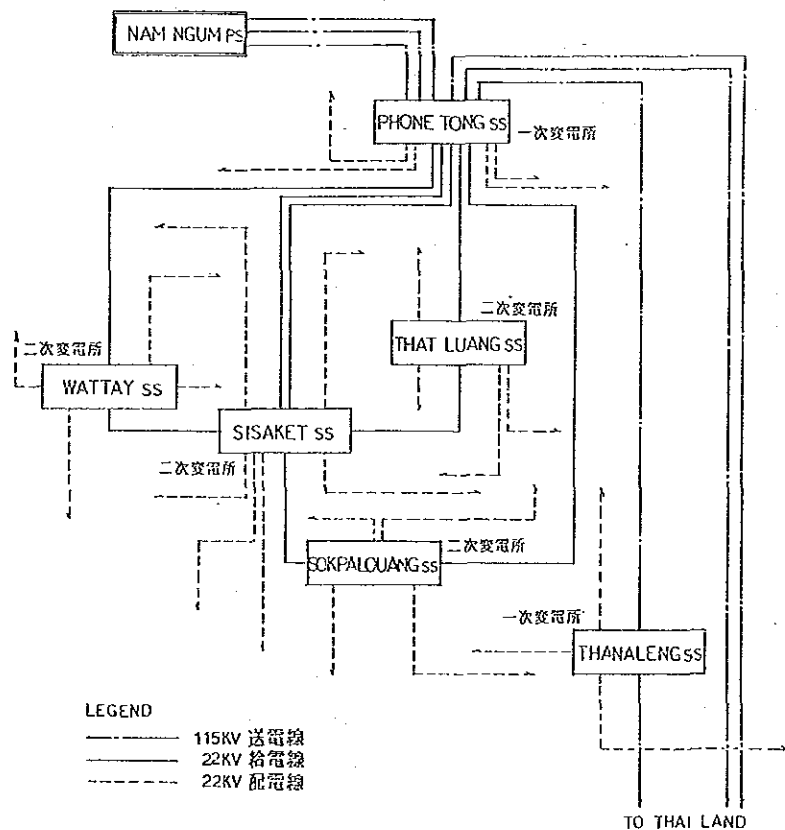 NAM NGUM PS
PHONE TONG SS
一次変電所
二次変電所
THAT LUANG SS
二次変電所
WATTAY SS
SISAKET SS
二次変電所
二次変電所
SOKPALOUANG SS
一次変電所
THANALENG SS
LEGEND
115KV 送電線
22KV 給電線
22KV 配電線
TO THAI LAND